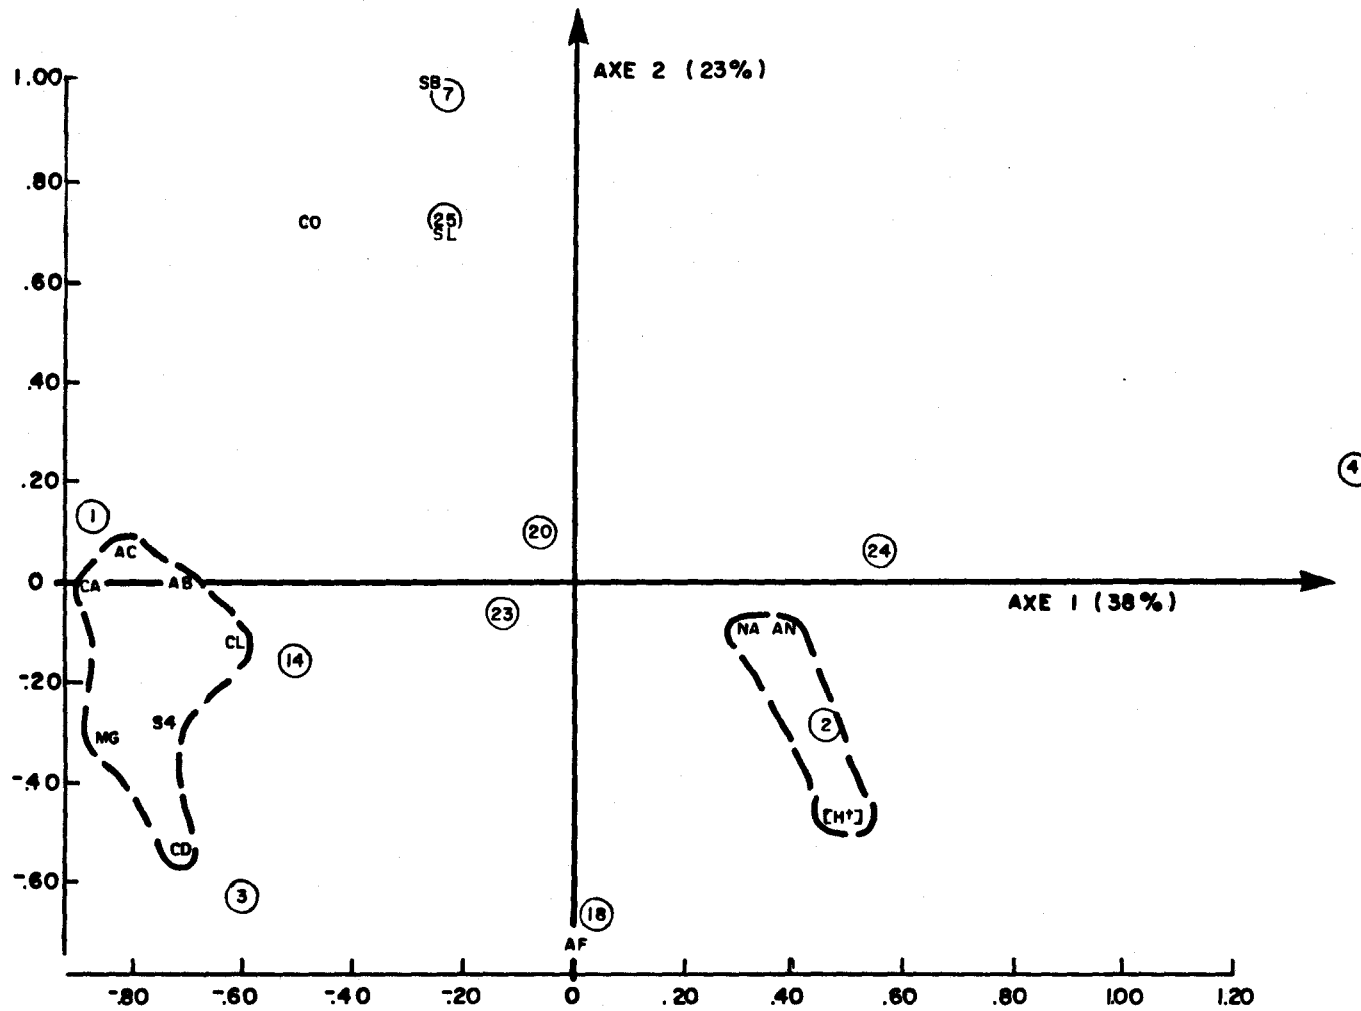 AXE 2 (23%)
1.00
SB 7
.80
CO
25
SL
.60
.40
.20
4
1
20
AC
24
0
CA
AB
AXE 1 (38%)
23
NA AN
CL
14
-.20
S4
2
MG
-.40
[H+]
CD
-.60
3
18
AF
-.80 -.60 -.40 -.20 0 .20 .40 .60 .80 1.00 1.20